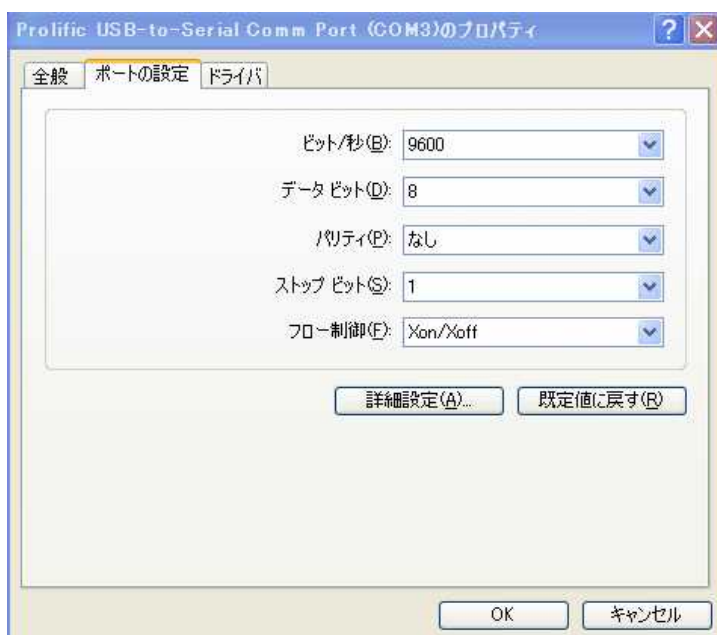 Prolific USB-to-Serial Comm Port (COM3)のプロパティ
全般 ポートの設定 ドライバ
ビット/秒(B): 9600
データ ビット(D): 8
パリティ(P): なし
ストップ ビット(S): 1
フロー制御(F): Xon/Xoff
詳細設定(A)... 既定値に戻す(R)
OK キャンセル